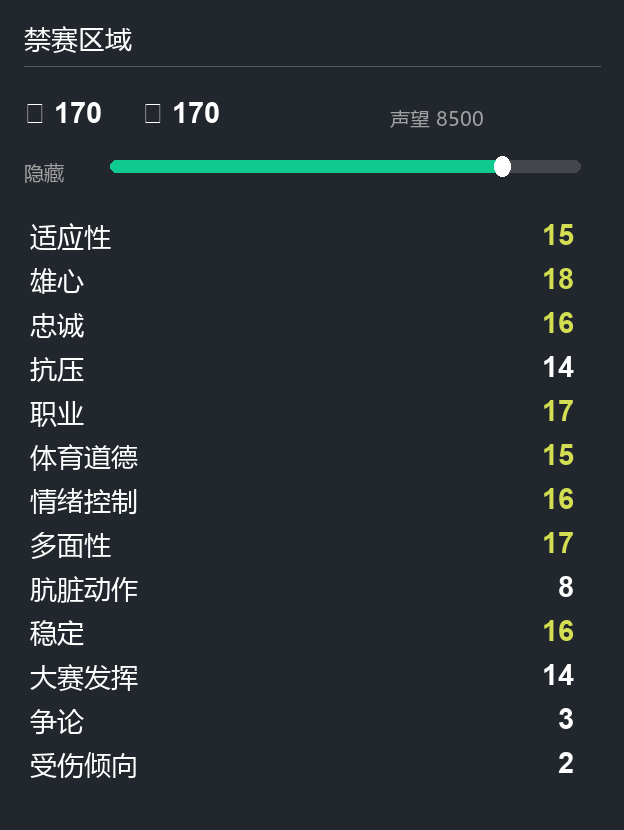 禁赛区域
170 170 声望 8500
隐藏
适应性 15
雄心 18
忠诚 16
抗压 14
职业 17
体育道德 15
情绪控制 16
多面性 17
肮脏动作 8
稳定 16
大赛发挥 14
争论 3
受伤倾向 2